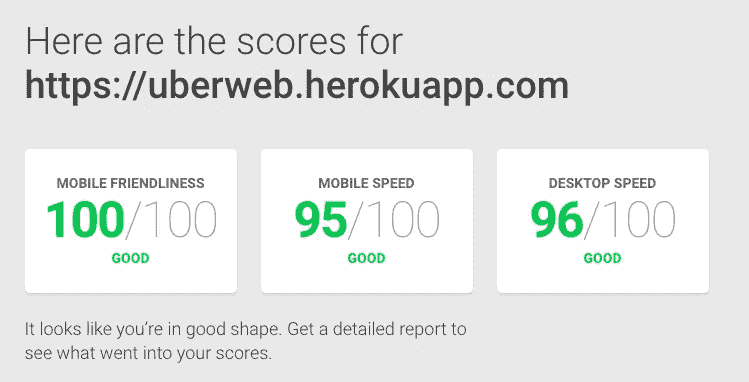 Here are the scores for
https://uberweb.herokuapp.com
MOBILE FRIENDLINESS
100/100
GOOD
MOBILE SPEED
95/100
GOOD
DESKTOP SPEED
96/100
GOOD
It looks like you’re in good shape. Get a detailed report to
see what went into your scores.